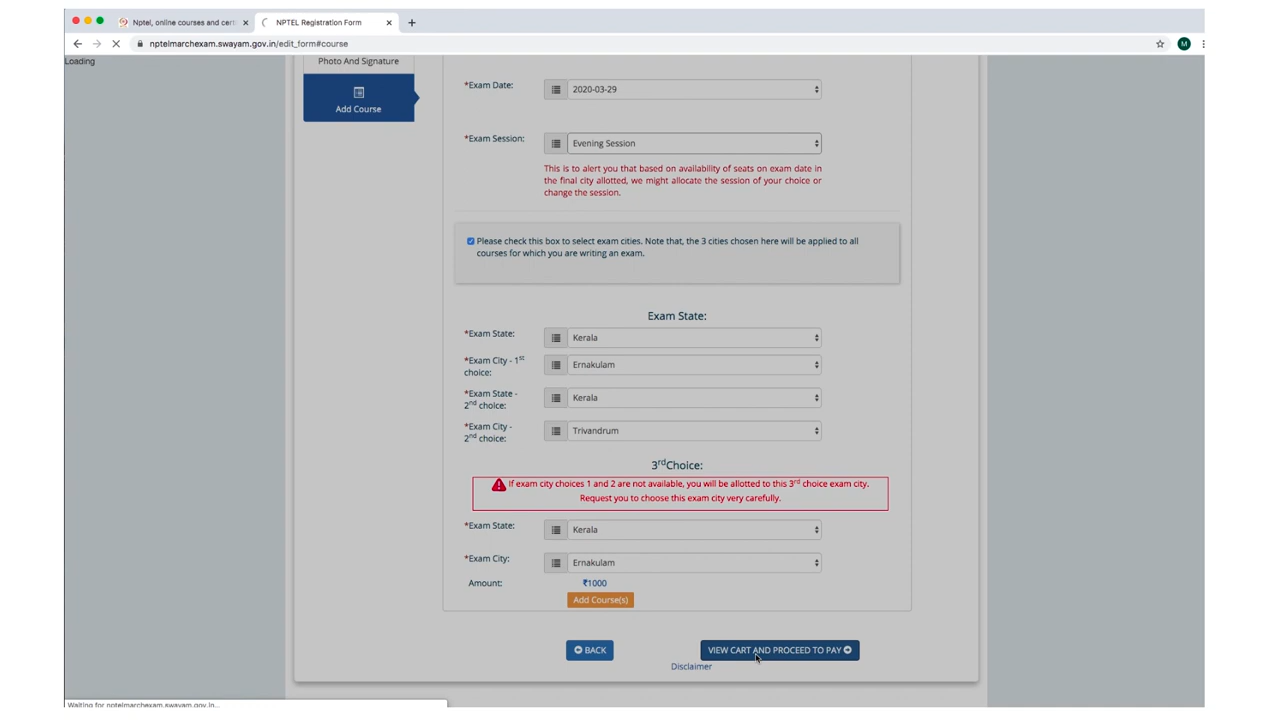 Nptel, online courses and cert
NPTEL Registration Form
nptelmarchexam.swayam.gov.in/edit_form#course
M
Loading
Photo And Signature
Add Course
*Exam Date:
2020-03-29
*Exam Session:
Evening Session
This is to alert you that based on availability of seats on exam date in
the final city allotted, we might allocate the session of your choice or
change the session.
Please check this box to select exam cities. Note that, the 3 cities chosen here will be applied to all
courses for which you are writing an exam.
Exam State:
*Exam State:
Kerala
*Exam City - 1st
choice:
Ernakulam
*Exam State -
2nd choice:
Kerala
*Exam City -
2nd choice:
Trivandrum
3rdChoice:
If exam city choices 1 and 2 are not available, you will be allotted to this 3rd choice exam city.
Request you to choose this exam city very carefully.
*Exam State:
Kerala
*Exam City:
Ernakulam
Amount:
₹1000
Add Course(s)
BACK
VIEW CART AND PROCEED TO PAY
Disclaimer
Waiting for nptelmarchexam.swayam.gov.in...